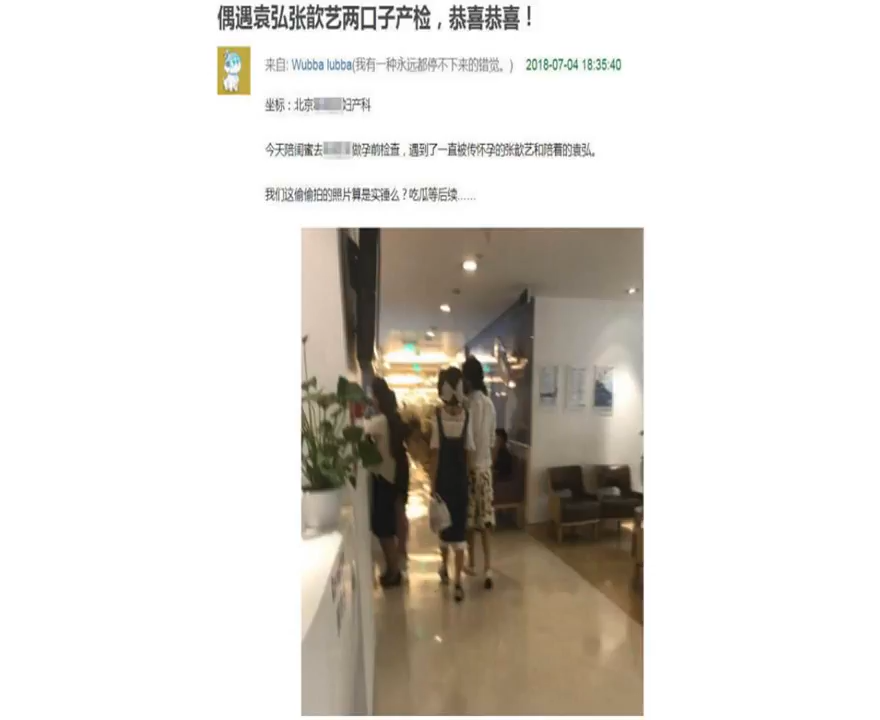 偶遇袁弘张歆艺两口子产检，恭喜恭喜！
来自: Wubba lubba(我有一种永远都停不下来的错觉。) 2018-07-04 18:35:40
坐标：北京 妇产科
今天陪闺蜜去 做孕前检查，遇到了一直被传怀孕的张歆艺和陪着的袁弘。
我们这偷偷拍的照片算是实锤么？吃瓜等后续……